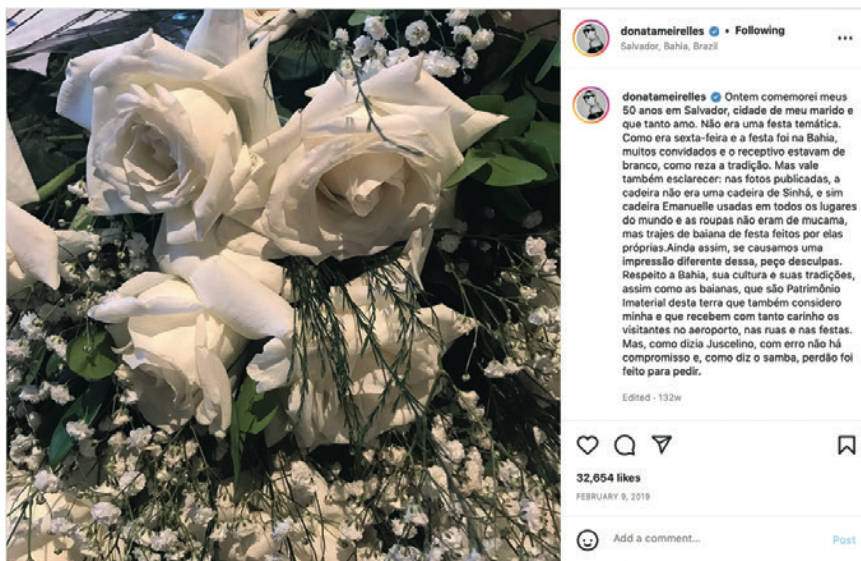 donatameirelles • Following
Salvador, Bahia, Brazil
donatameirelles Ontem comemorei meus
50 anos em Salvador, cidade de meu marido e
que tanto amo. Não era uma festa temática.
Como era sexta-feira e a festa foi na Bahia,
muitos convidados e o receptivo estavam de
branco, como reza a tradição. Mas vale
também esclarecer: nas fotos publicadas, a
cadeira não era uma cadeira de Sinhá, e sim
cadeira Emanuelle usadas em todos os lugares
do mundo e as roupas não eram de mucama,
mas trajes de baiana de festa feitos por elas
próprias.Ainda assim, se causamos uma
impressão diferente dessa, peço desculpas.
Respeito a Bahia, sua cultura e suas tradições,
assim como as baianas, que são Patrimônio
Imaterial desta terra que também considero
minha e que recebem com tanto carinho os
visitantes no aeroporto, nas ruas e nas festas.
Mas, como dizia Juscelino, com erro não há
compromisso e, como diz o samba, perdão foi
feito para pedir.
Edited · 132w
32,654 likes
FEBRUARY 9, 2019
Add a comment...
Post